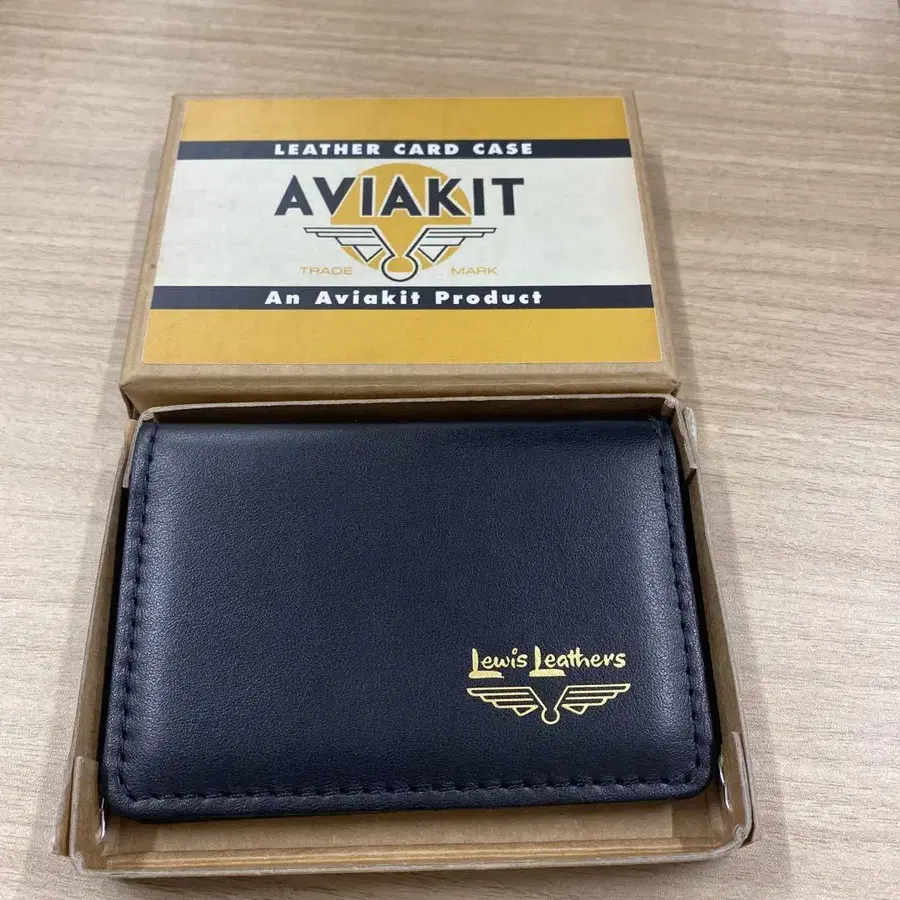 LEATHER CARD CASE
AVIAKIT
TRADE MARK
An Aviakit Product
Lewis Leathers